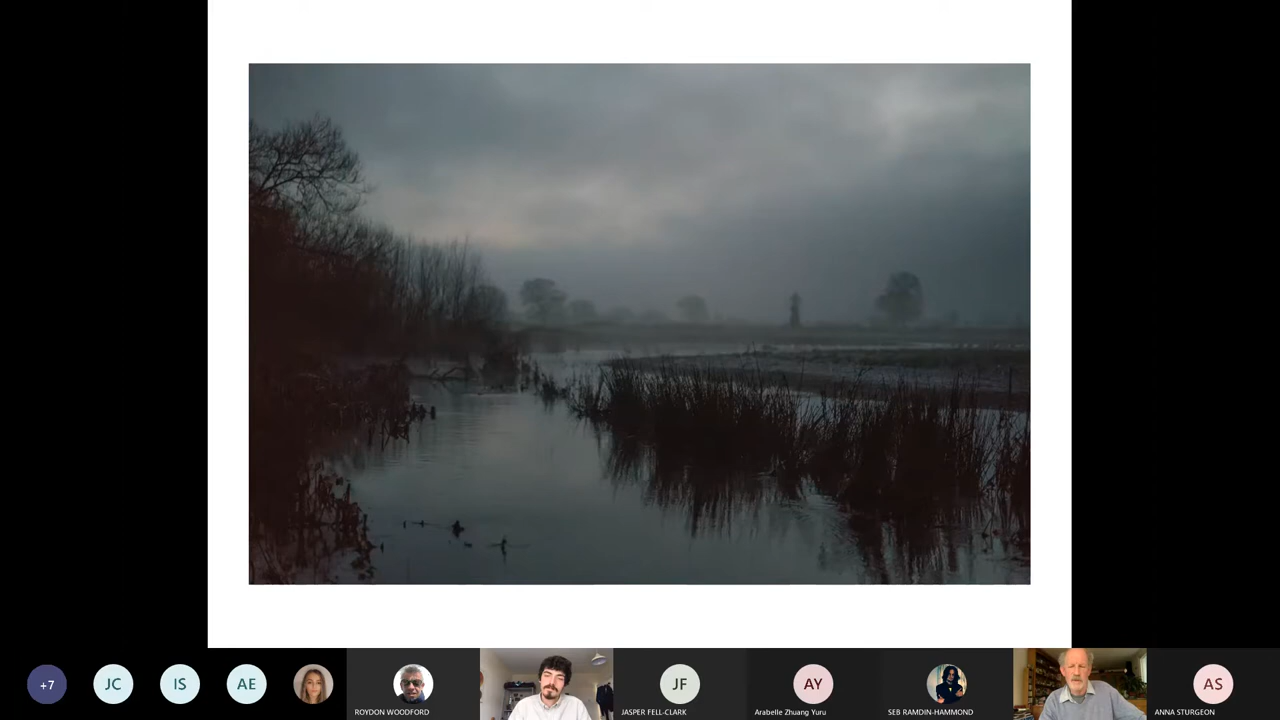 +7
JC
IS
AE
ROYDON WOODFORD
JF
JASPER FELL-CLARK
AY
Arabelle Zhuang Yuru
SEB RAMDIN-HAMMOND
AS
ANNA STURGEON